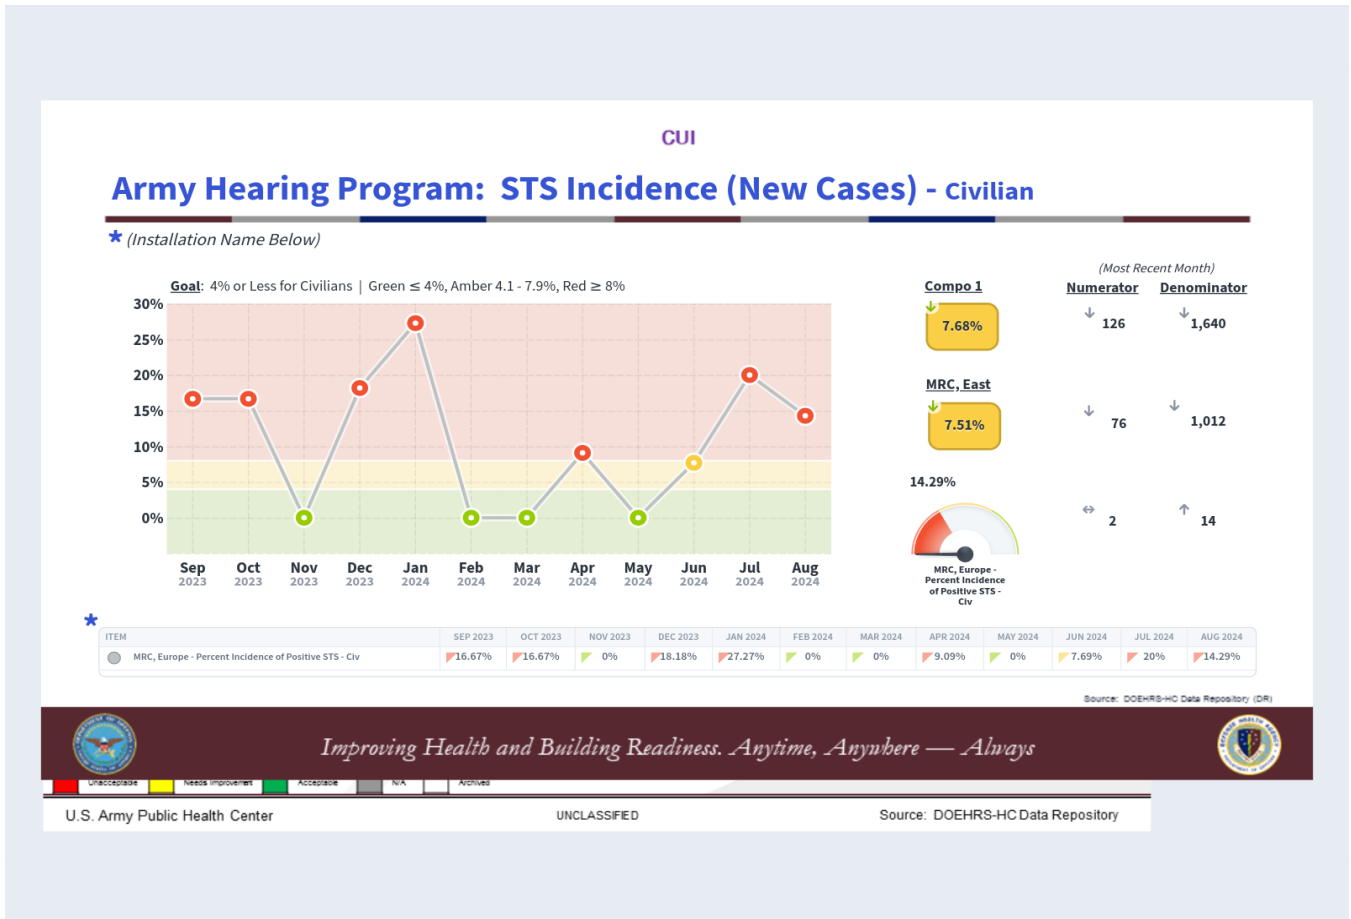 CUI
Army Hearing Program: STS Incidence (New Cases) - Civilian
* (Installation Name Below)
Goal: 4% or Less for Civilians | Green ≤ 4%, Amber 4.1 - 7.9%, Red ≥ 8%
30%
25%
20%
15%
10%
5%
0%
Sep Oct Nov Dec Jan Feb Mar Apr May Jun Jul Aug
2023 2023 2023 2023 2024 2024 2024 2024 2024 2024 2024 2024
(Most Recent Month)
Compo 1 Numerator Denominator
7.68% 126 1,640
MRC, East
7.51% 76 1,012
14.29%
2 14
MRC, Europe -
Percent Incidence
of Positive STS -
Civ
*
ITEM SEP 2023 OCT 2023 NOV 2023 DEC 2023 JAN 2024 FEB 2024 MAR 2024 APR 2024 MAY 2024 JUN 2024 JUL 2024 AUG 2024
MRC, Europe - Percent Incidence of Positive STS - Civ 16.67% 16.67% 0% 18.18% 27.27% 0% 0% 9.09% 0% 7.69% 20% 14.29%
Source: DOEHRS-HC Data Repository (DR)
Improving Health and Building Readiness. Anytime, Anywhere — Always
Unacceptable Needs Improvement Acceptable N/A Archived
U.S. Army Public Health Center UNCLASSIFIED Source: DOEHRS-HC Data Repository